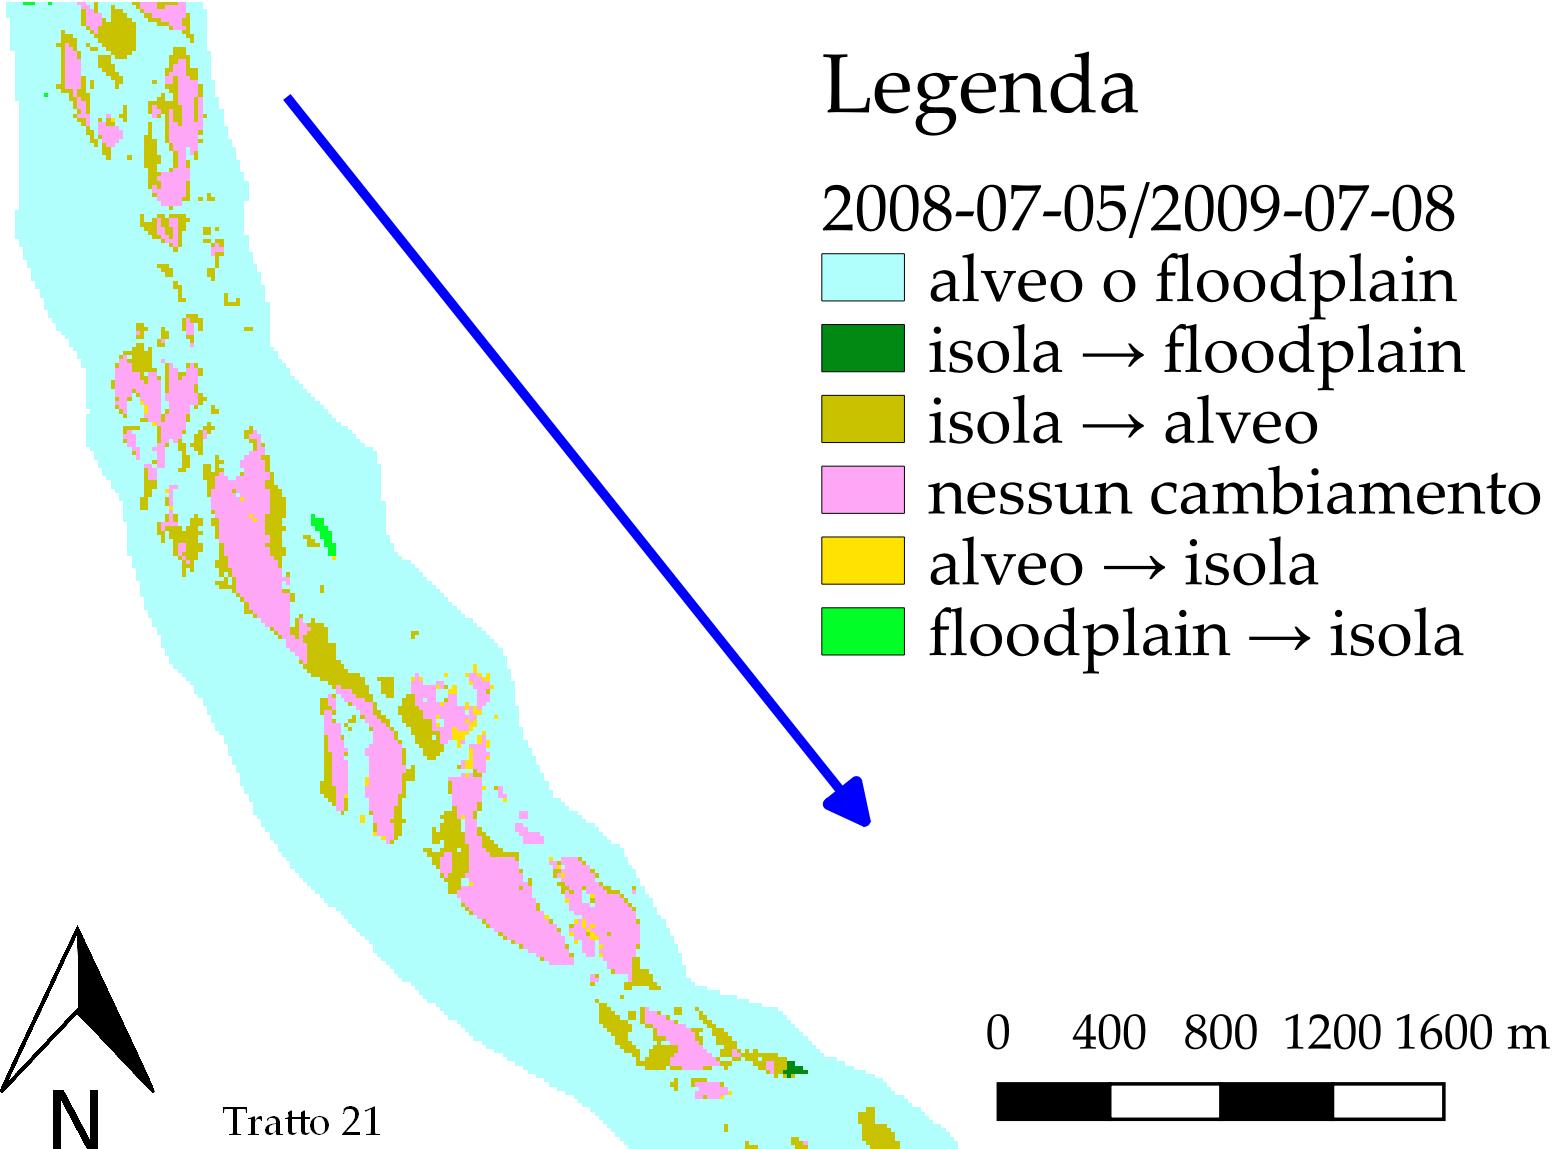 Legenda
2008-07-05/2009-07-08
alveo o floodplain
isola → floodplain
isola → alveo
nessun cambiamento
alveo → isola
floodplain → isola
0 400 800 1200 1600 m
N
Tratto 21